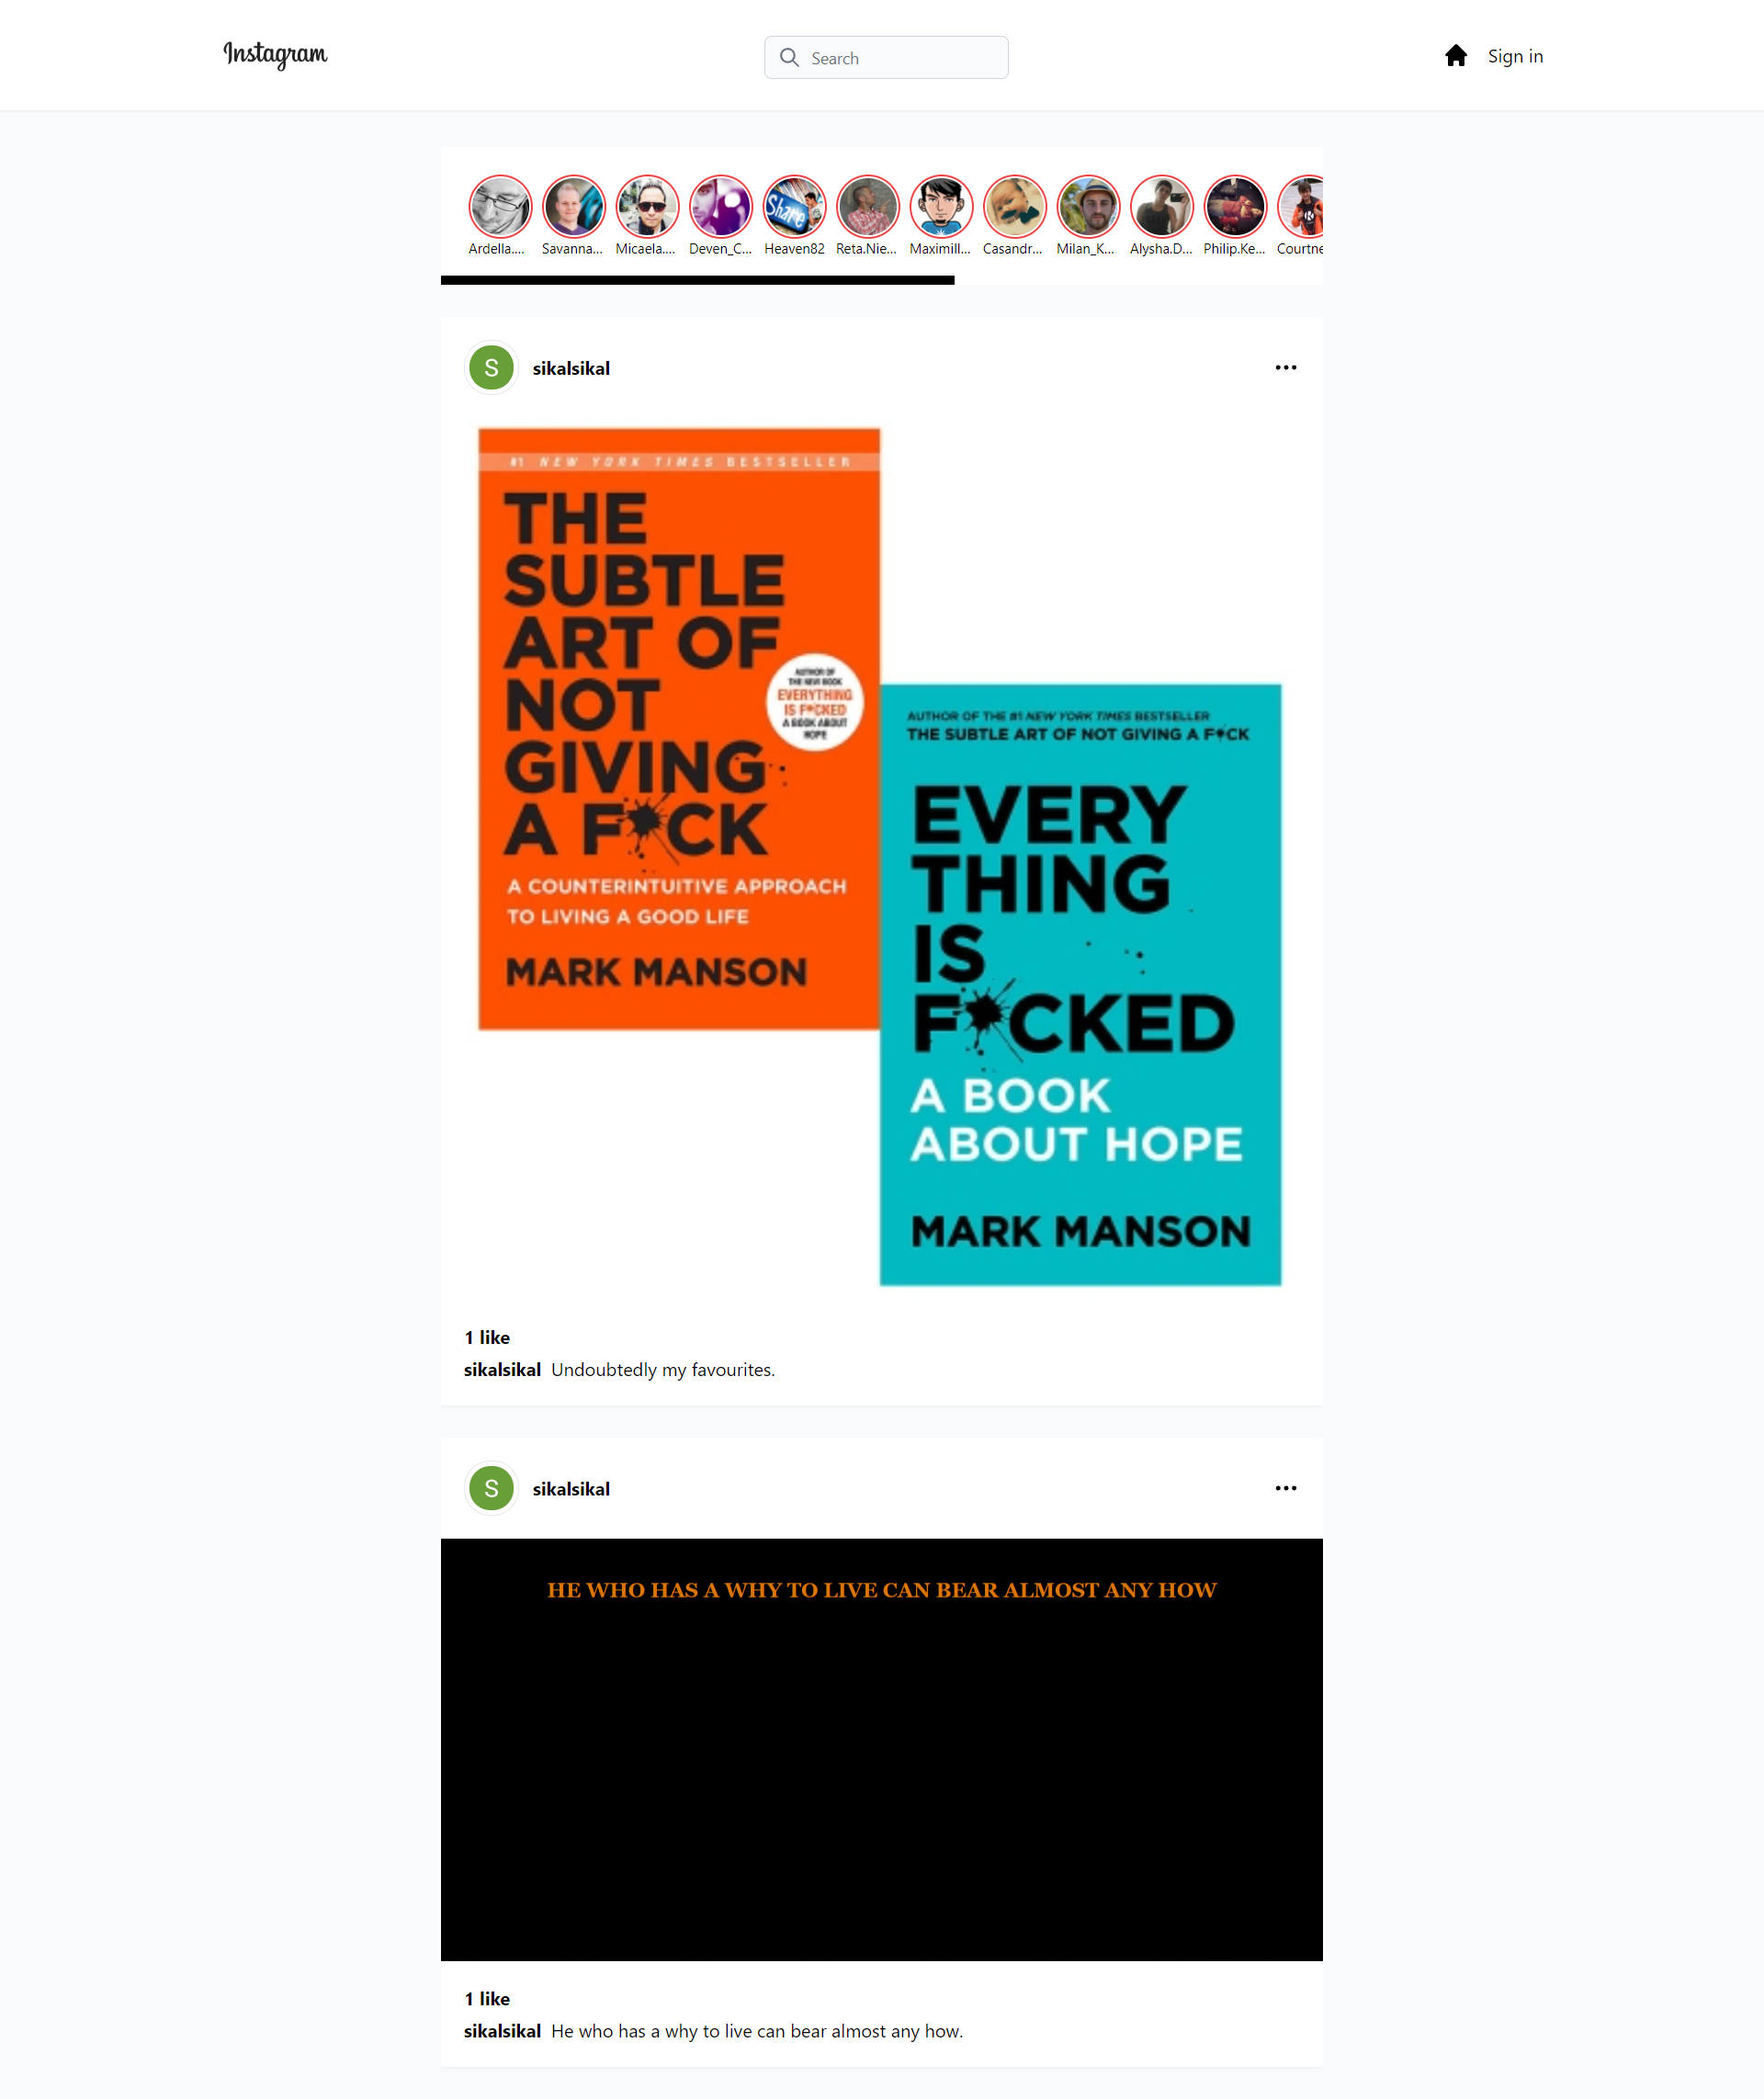 Instagram
Search
Sign in
Ardella.... Savanna... Micaela.... Deven_C... Heaven82 Reta.Nie... Maximill... Casandr... Milan_K... Alysha.D... Philip.Ke... Courtne
Share
S
sikalsikal
#1 NEW YORK TIMES BESTSELLER
THE
SUBTLE
ART OF
NOT
GIVING
A F*CK
AUTHOR OF
THE NEW BOOK
EVERYTHING
IS F*CKED
A BOOK ABOUT
HOPE
A COUNTERINTUITIVE APPROACH
TO LIVING A GOOD LIFE
MARK MANSON
AUTHOR OF THE #1 NEW YORK TIMES BESTSELLER
THE SUBTLE ART OF NOT GIVING A F*CK
EVERY
THING
IS
F*CKED
A BOOK
ABOUT HOPE
MARK MANSON
1 like
sikalsikal Undoubtedly my favourites.
S
sikalsikal
HE WHO HAS A WHY TO LIVE CAN BEAR ALMOST ANY HOW
1 like
sikalsikal He who has a why to live can bear almost any how.